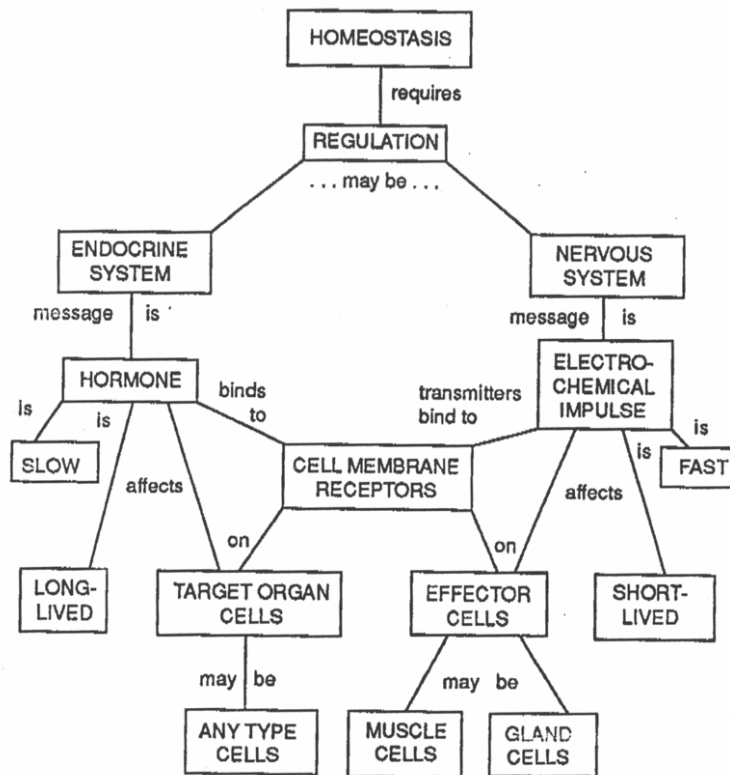 HOMEOSTASIS
requires
REGULATION
. . . may be . . .
ENDOCRINE
SYSTEM
NERVOUS
SYSTEM
message is
message is
HORMONE
ELECTRO-
CHEMICAL
IMPULSE
binds
to
transmitters
bind to
is
is
is
is
SLOW
CELL MEMBRANE
RECEPTORS
FAST
affects
affects
on
on
LONG-
LIVED
TARGET ORGAN
CELLS
EFFECTOR
CELLS
SHORT-
LIVED
may be
may be
ANY TYPE
CELLS
MUSCLE
CELLS
GLAND
CELLS